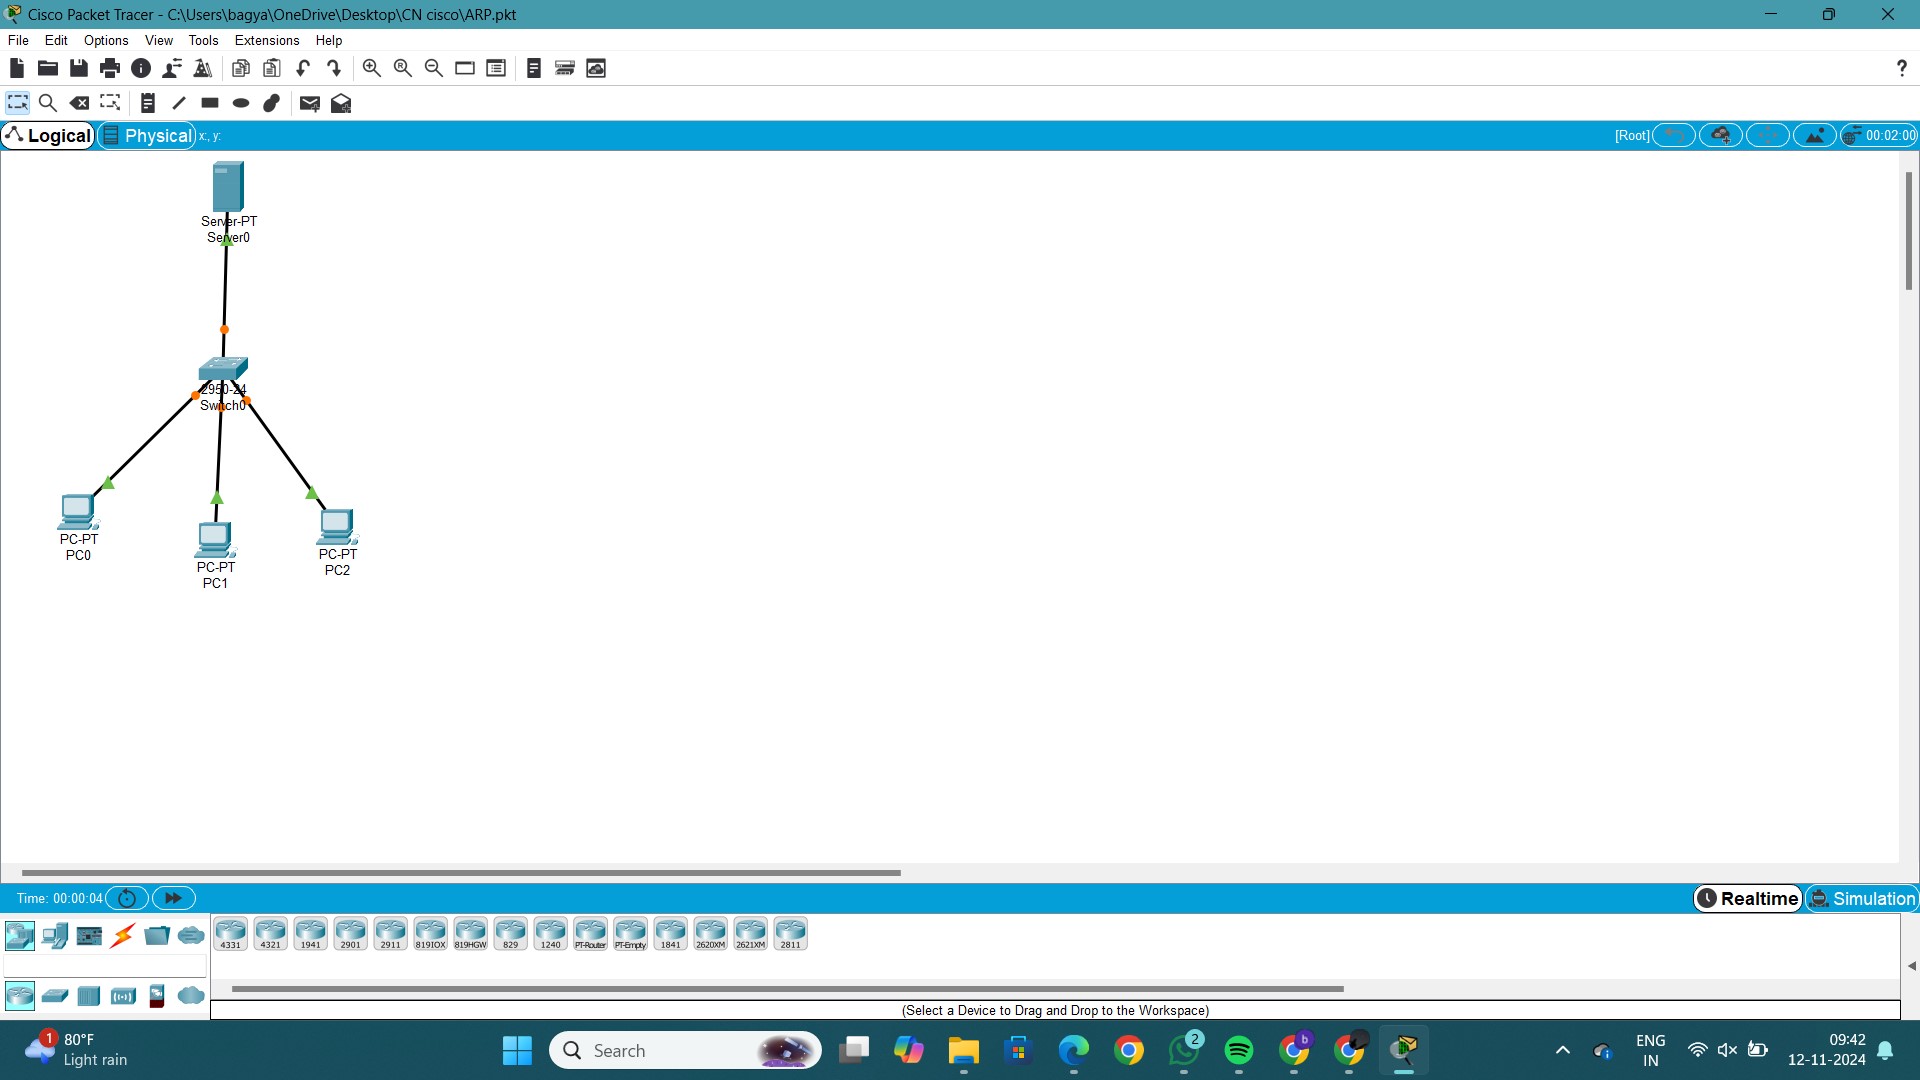 Cisco Packet Tracer - C:\Users\bagya\OneDrive\Desktop\CN cisco\ARP.pkt
File Edit Options View Tools Extensions Help
?
Logical Physical x:, y: [Root] 00:02:00
Server-PT
Server0
2950-24
Switch0
PC-PT
PC0
PC-PT
PC1
PC-PT
PC2
Time: 00:00:04 Realtime Simulation
4331 4321 1941 2901 2911 819IOX 819HGW 829 1240 PT-Router PT-Empty 1841 2620XM 2621XM 2811
(Select a Device to Drag and Drop to the Workspace)
1 80°F
Light rain
Search
b
2
ENG
IN
09:42
12-11-2024